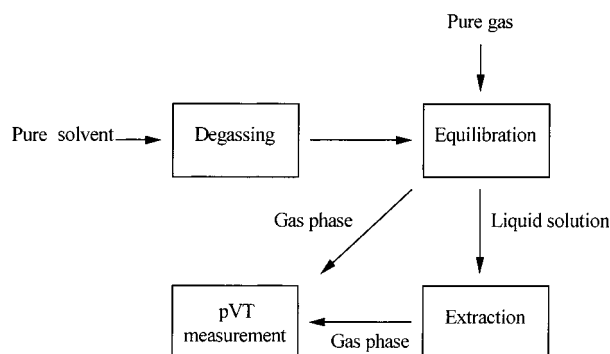 Pure gas
Pure solvent
Degassing
Equilibration
Gas phase
Liquid solution
pVT
measurement
Gas phase
Extraction